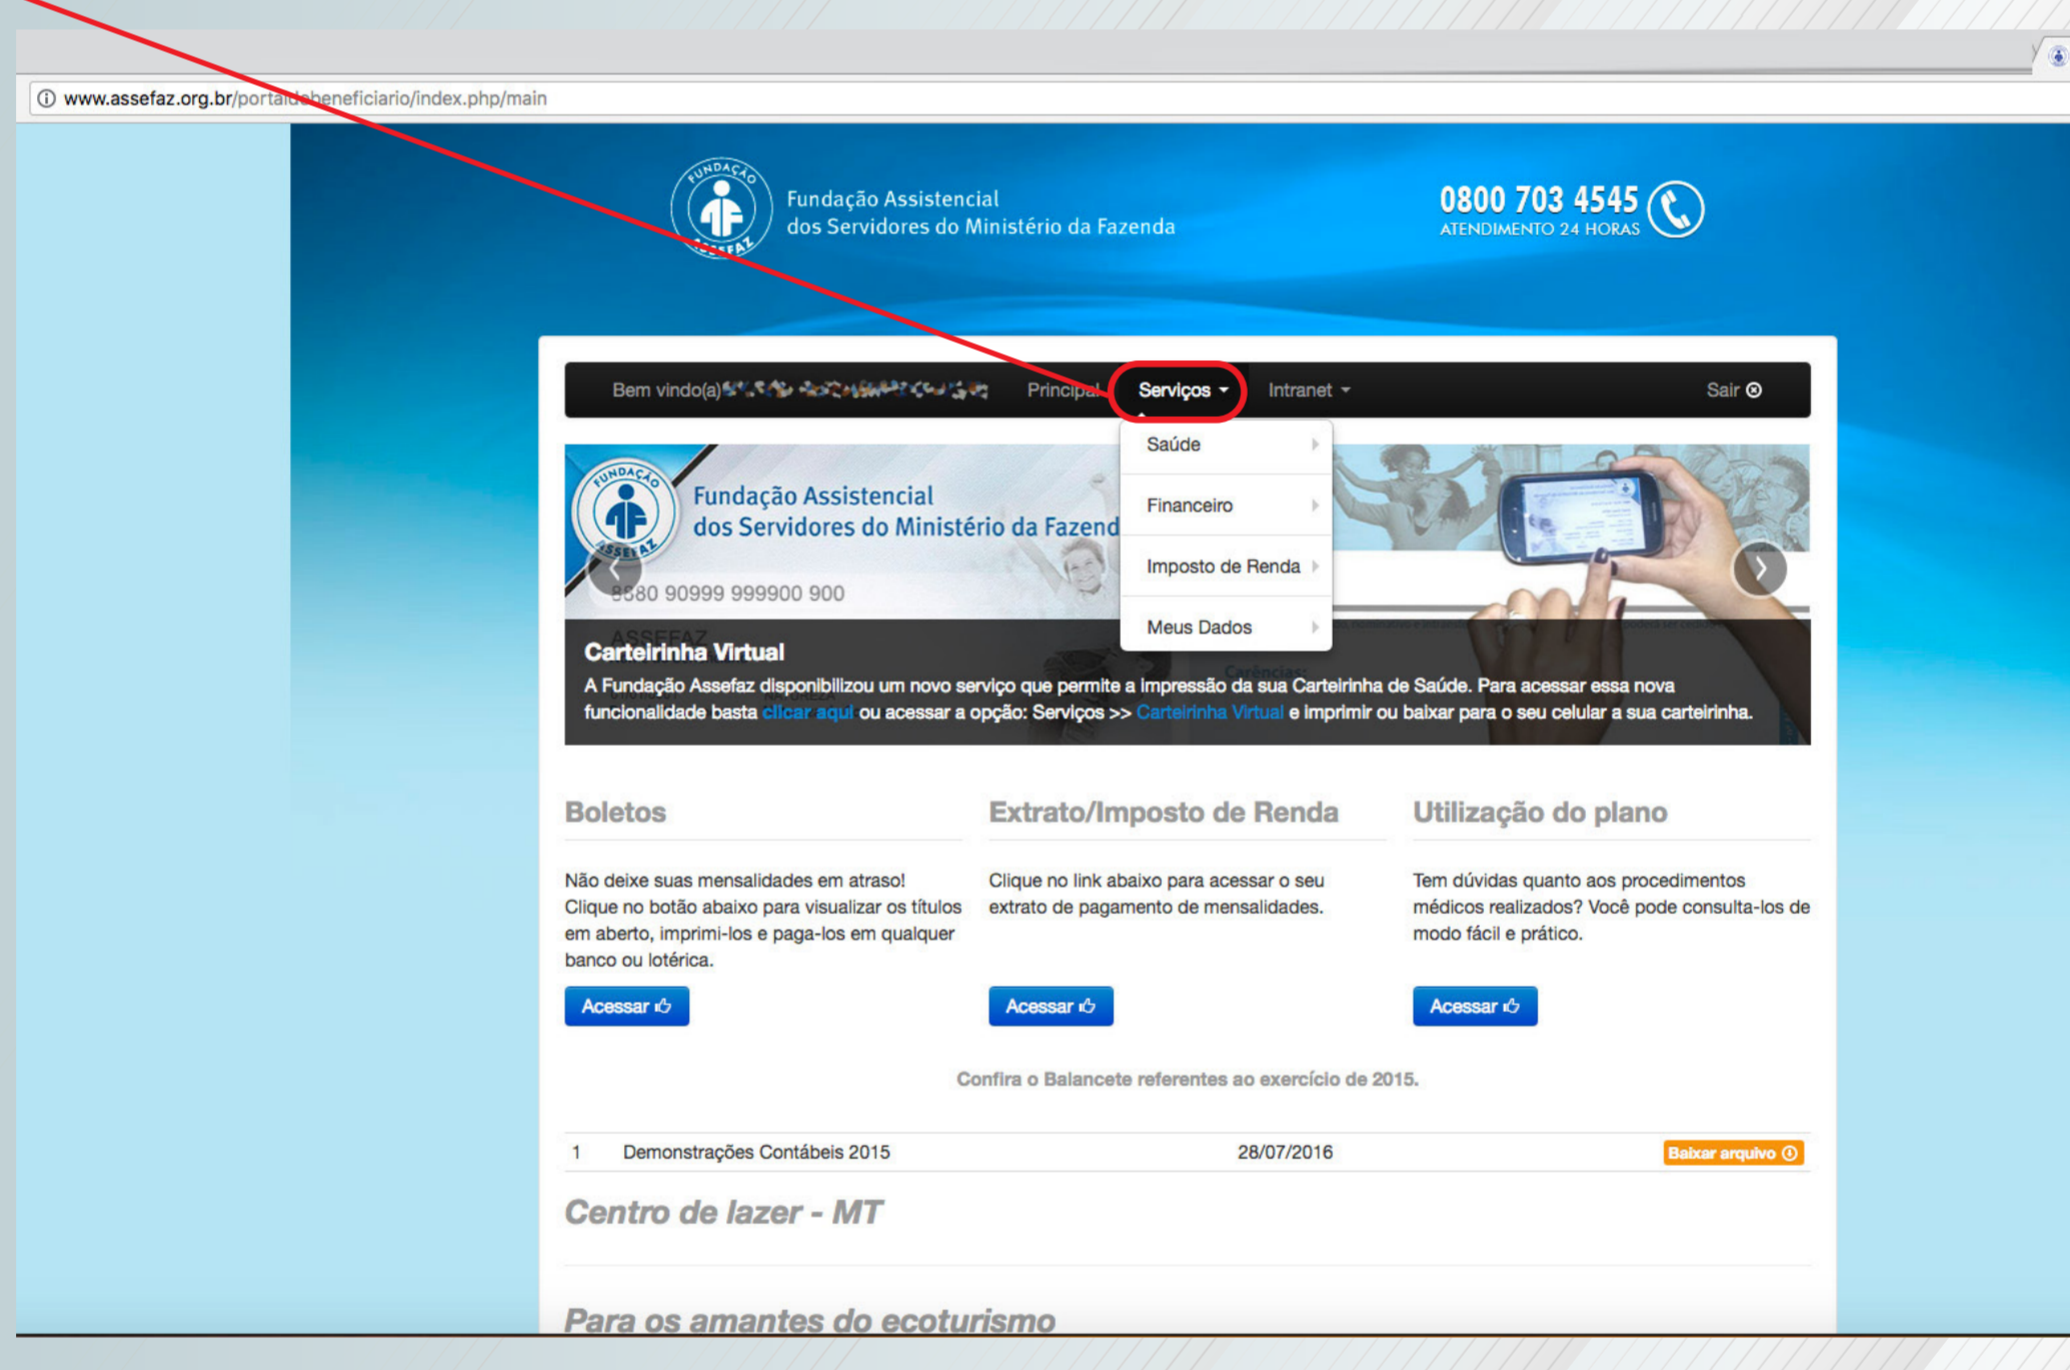 www.assefaz.org.br/portaldobeneficiario/index.php/main
FUNDAÇÃO
ASSEFAZ
Fundação Assistencial
dos Servidores do Ministério da Fazenda
0800 703 4545
ATENDIMENTO 24 HORAS
Bem vindo(a)
Principal
Serviços
Intranet
Sair
Saúde
Financeiro
Imposto de Renda
Meus Dados
FUNDAÇÃO
ASSEFAZ
Fundação Assistencial
dos Servidores do Ministério da Fazend
8580 90999 999900 900
ASSEFAZ
Carências:
Carteirinha Virtual
A Fundação Assefaz disponibilizou um novo serviço que permite a impressão da sua Carteirinha de Saúde. Para acessar essa nova
funcionalidade basta clicar aqui ou acessar a opção: Serviços >> Carteirinha Virtual e imprimir ou baixar para o seu celular a sua carteirinha.
Boletos
Não deixe suas mensalidades em atraso!
Clique no botão abaixo para visualizar os títulos
em aberto, imprimi-los e paga-los em qualquer
banco ou lotérica.
Acessar
Extrato/Imposto de Renda
Clique no link abaixo para acessar o seu
extrato de pagamento de mensalidades.
Acessar
Utilização do plano
Tem dúvidas quanto aos procedimentos
médicos realizados? Você pode consulta-los de
modo fácil e prático.
Acessar
Confira o Balancete referentes ao exercício de 2015.
1 Demonstrações Contábeis 2015 28/07/2016 Baixar arquivo
Centro de lazer - MT
Para os amantes do ecoturismo